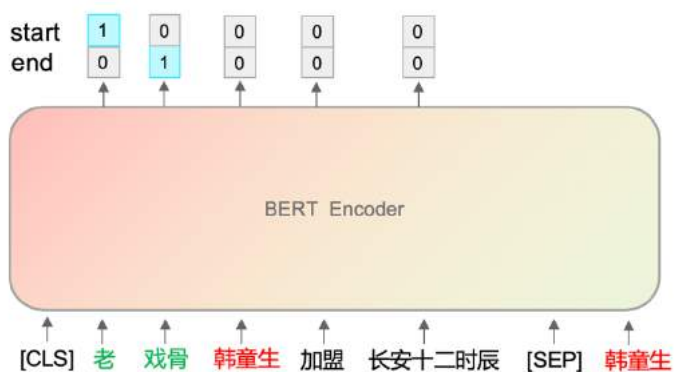 start 1 0 0 0 0
end 0 1 0 0 0
BERT Encoder
[CLS] 老 戏骨 韩童生 加盟 长安十二时辰 [SEP] 韩童生